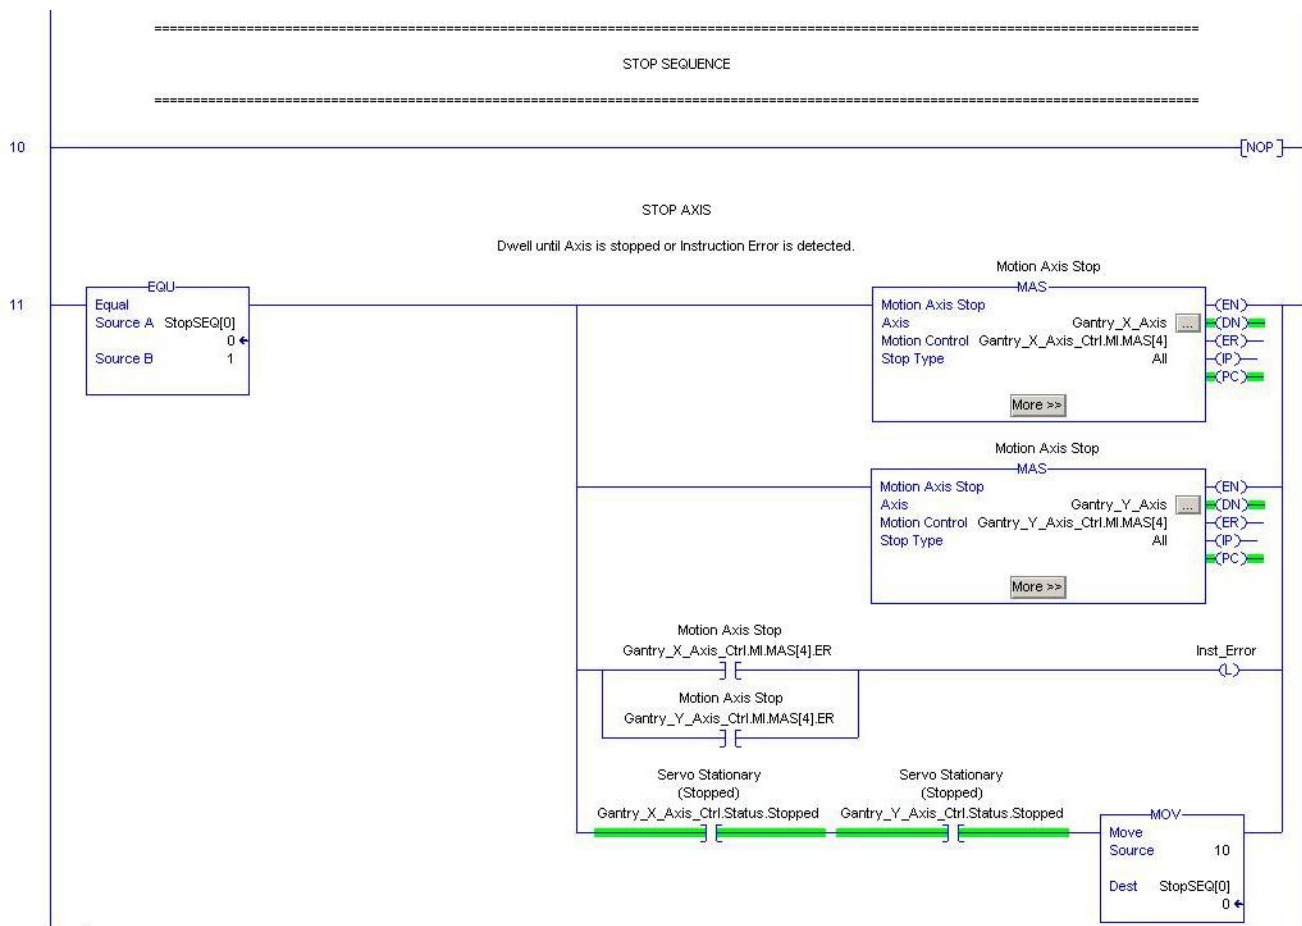 ==================================================
STOP SEQUENCE
==================================================
10
NOP
STOP AXIS
Dwell until Axis is stopped or Instruction Error is detected.
11
EQU
Equal
Source A StopSEQ[0]
0
Source B 1
Motion Axis Stop
MAS
Motion Axis Stop
Axis Gantry_X_Axis ...
Motion Control Gantry_X_Axis_Ctrl.MI.MAS[4]
Stop Type All
More >>
EN
DN
ER
IP
PC
Motion Axis Stop
MAS
Motion Axis Stop
Axis Gantry_Y_Axis ...
Motion Control Gantry_Y_Axis_Ctrl.MI.MAS[4]
Stop Type All
More >>
EN
DN
ER
IP
PC
Motion Axis Stop
Gantry_X_Axis_Ctrl.MI.MAS[4].ER
Inst_Error
L
Motion Axis Stop
Gantry_Y_Axis_Ctrl.MI.MAS[4].ER
Servo Stationary
(Stopped)
Gantry_X_Axis_Ctrl.Status.Stopped
Servo Stationary
(Stopped)
Gantry_Y_Axis_Ctrl.Status.Stopped
MOV
Move
Source 10
Dest StopSEQ[0]
0